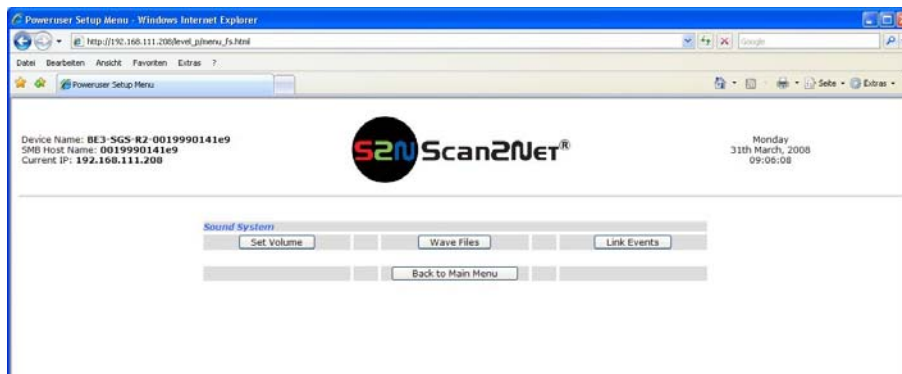 Poweruser Setup Menu - Windows Internet Explorer
http://192.168.111.208/level_p/menu_fs.html
Google
Datei Bearbeiten Ansicht Favoriten Extras ?
Poweruser Setup Menu
Seite
Extras
Device Name: BE3-SGS-R2-0019990141e9
SMB Host Name: 0019990141e9
Current IP: 192.168.111.208
S2N Scan2Net®
Monday
31th March, 2008
09:06:08
Sound System
Set Volume Wave Files Link Events
Back to Main Menu